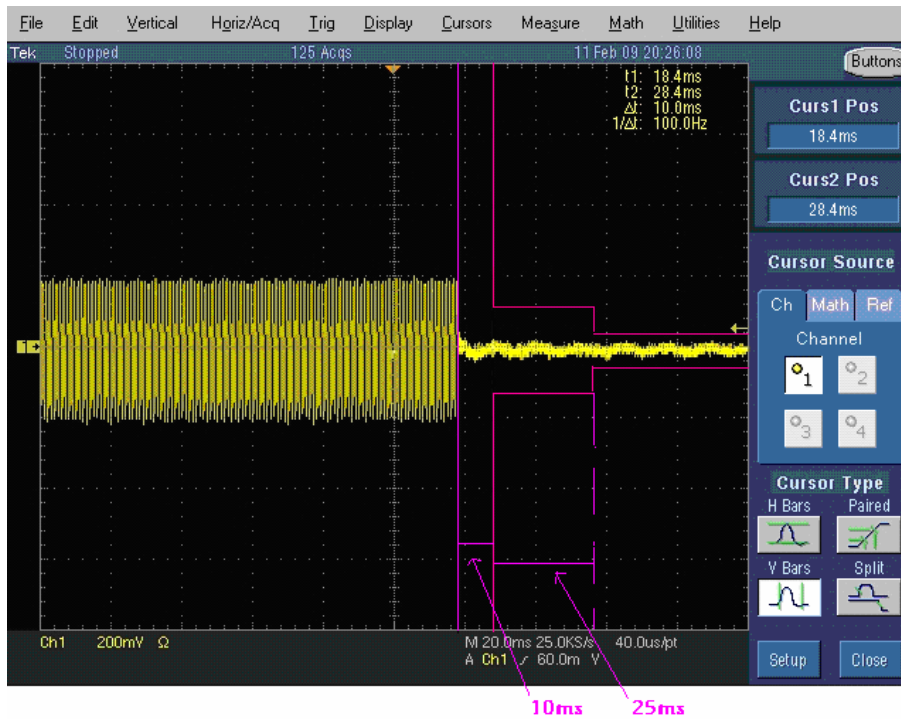 File Edit Vertical Horiz/Acq Trig Display Cursors Measure Math Utilities Help
Tek Stopped 125 Acqs 11 Feb 09 20:26:08
Buttons
t1: 18.4ms
t2: 28.4ms
Δt: 10.0ms
1/Δt: 100.0Hz
Curs1 Pos
18.4ms
Curs2 Pos
28.4ms
Cursor Source
Ch Math Ref
Channel
1 2
3 4
Cursor Type
H Bars Paired
V Bars Split
Setup Close
1
Ch1 200mV Ω M 20.0ms 25.0KS/s 40.0us/pt
A Ch1 60.0m V
10ms 25ms